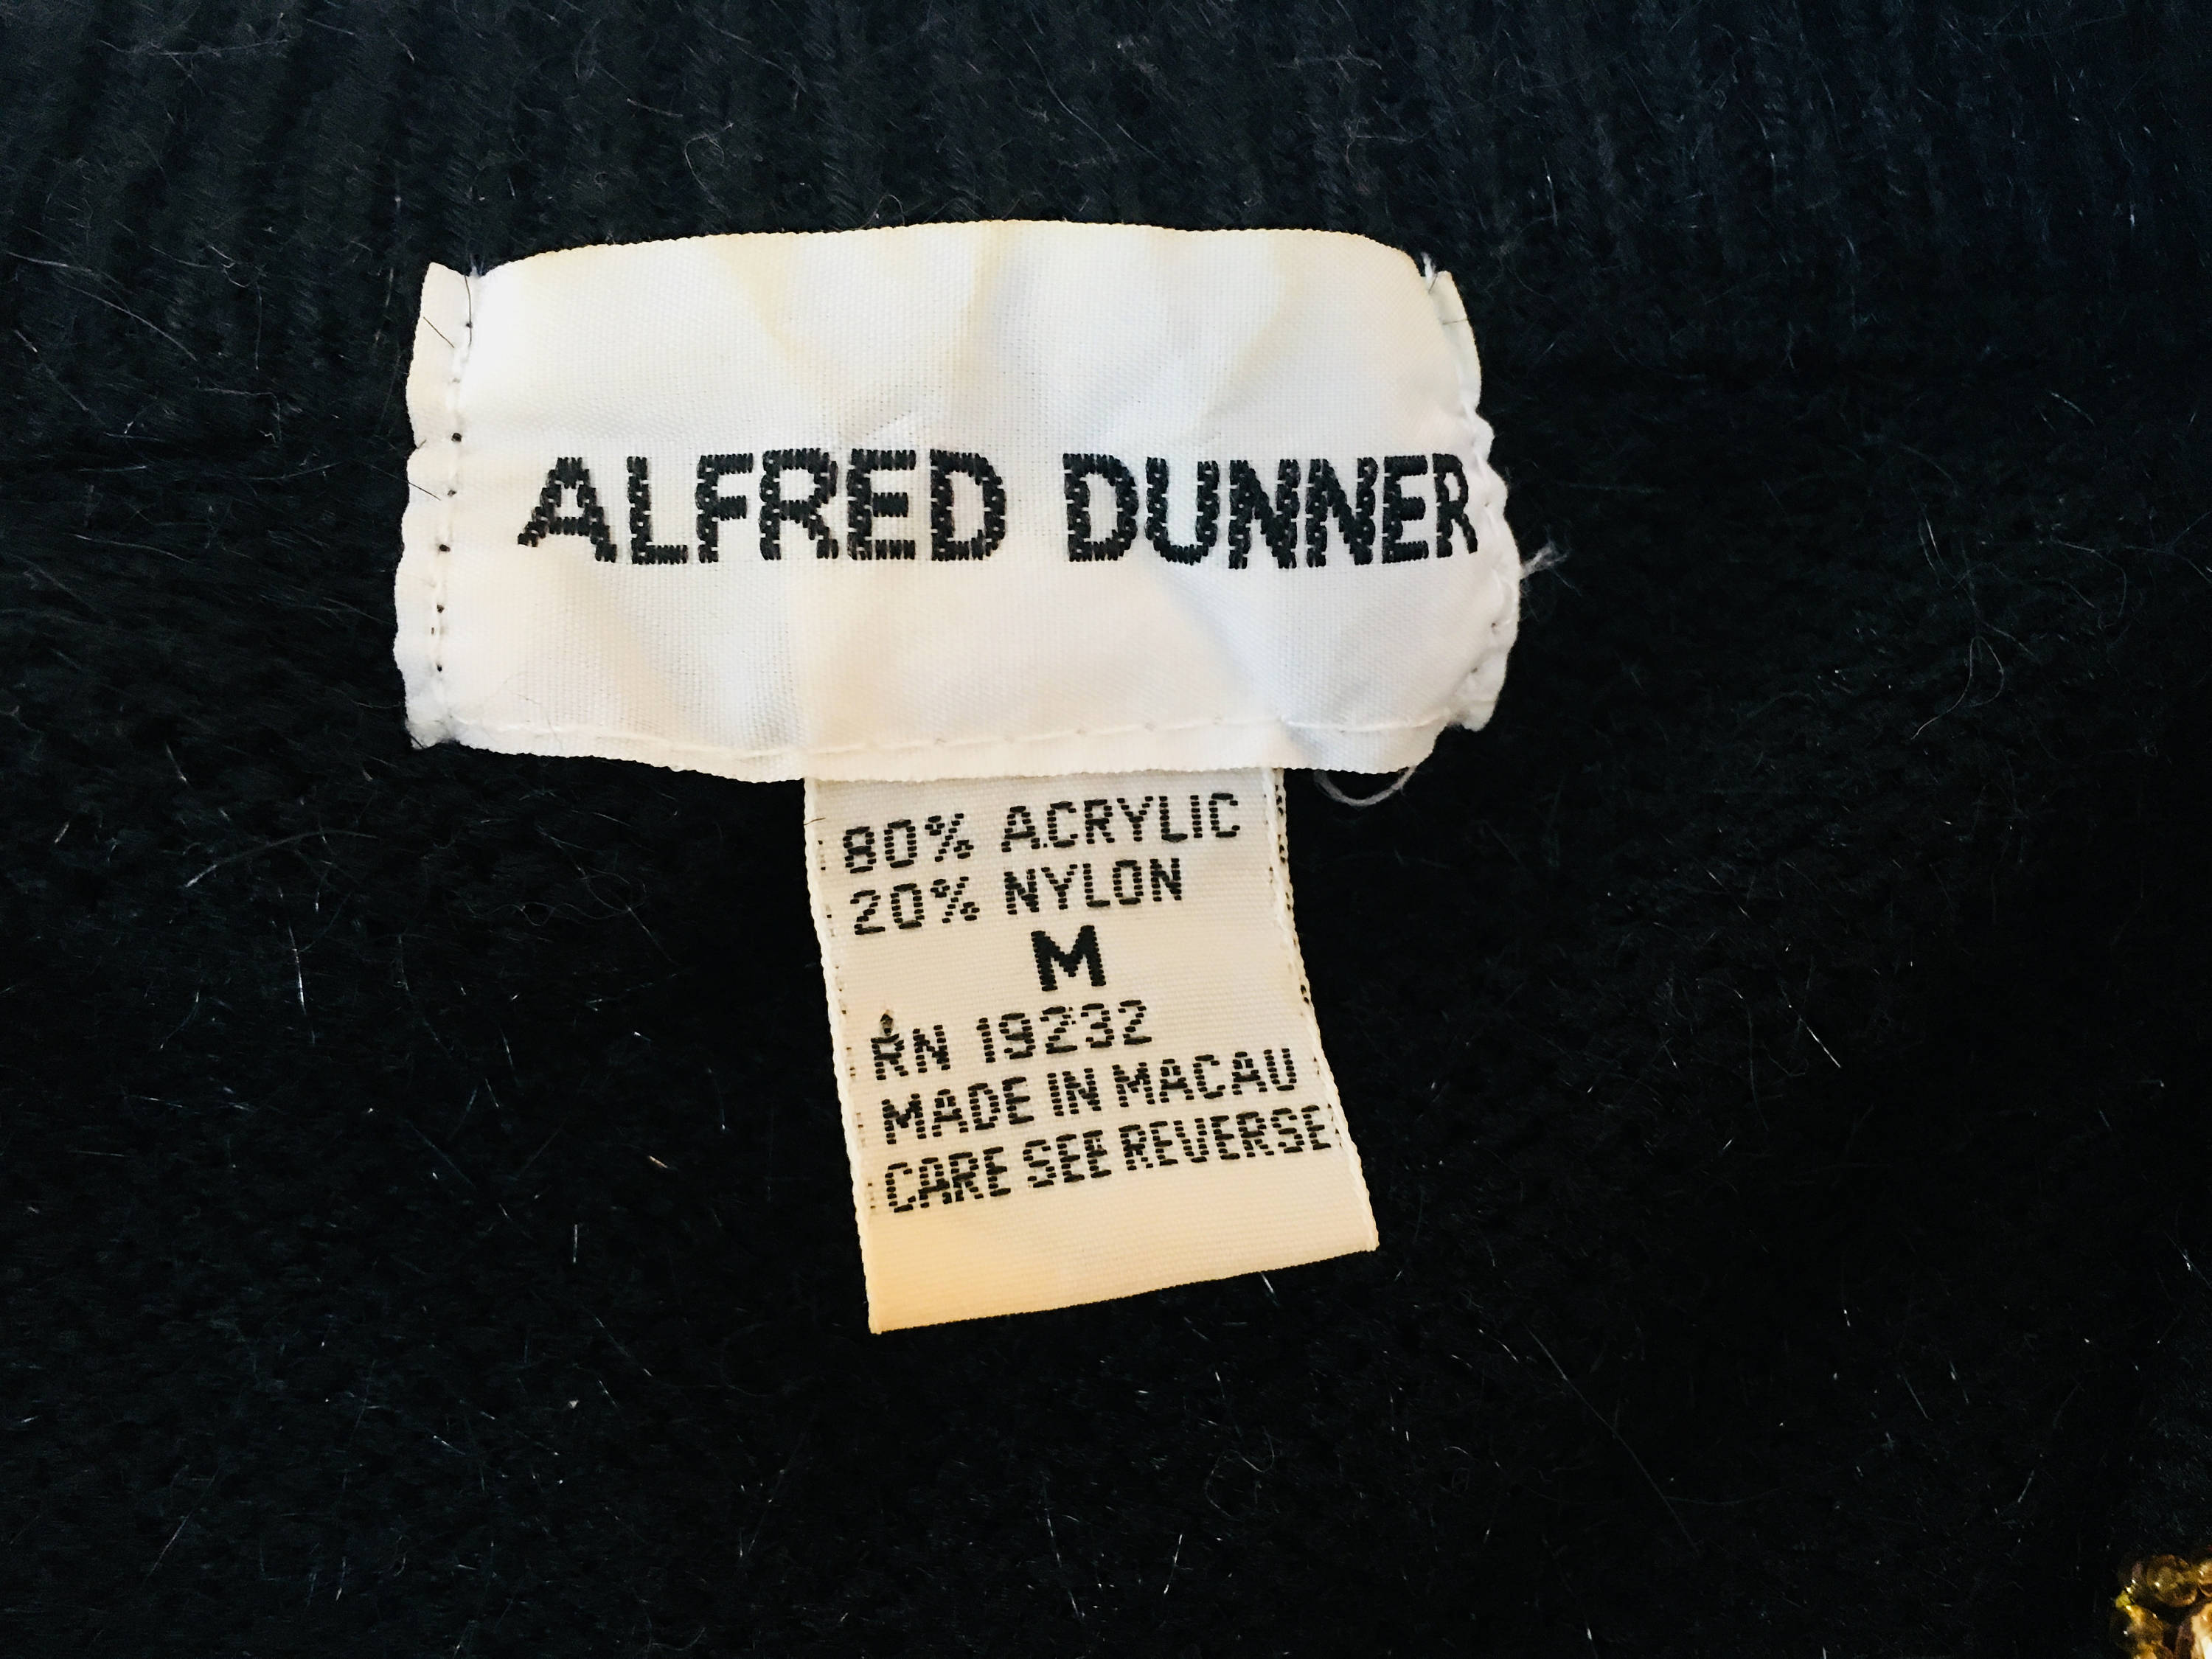 ALFRED DUNNER
80% ACRYLIC
20% NYLON
M
RN 19232
MADE IN MACAU
CARE SEE REVERSE